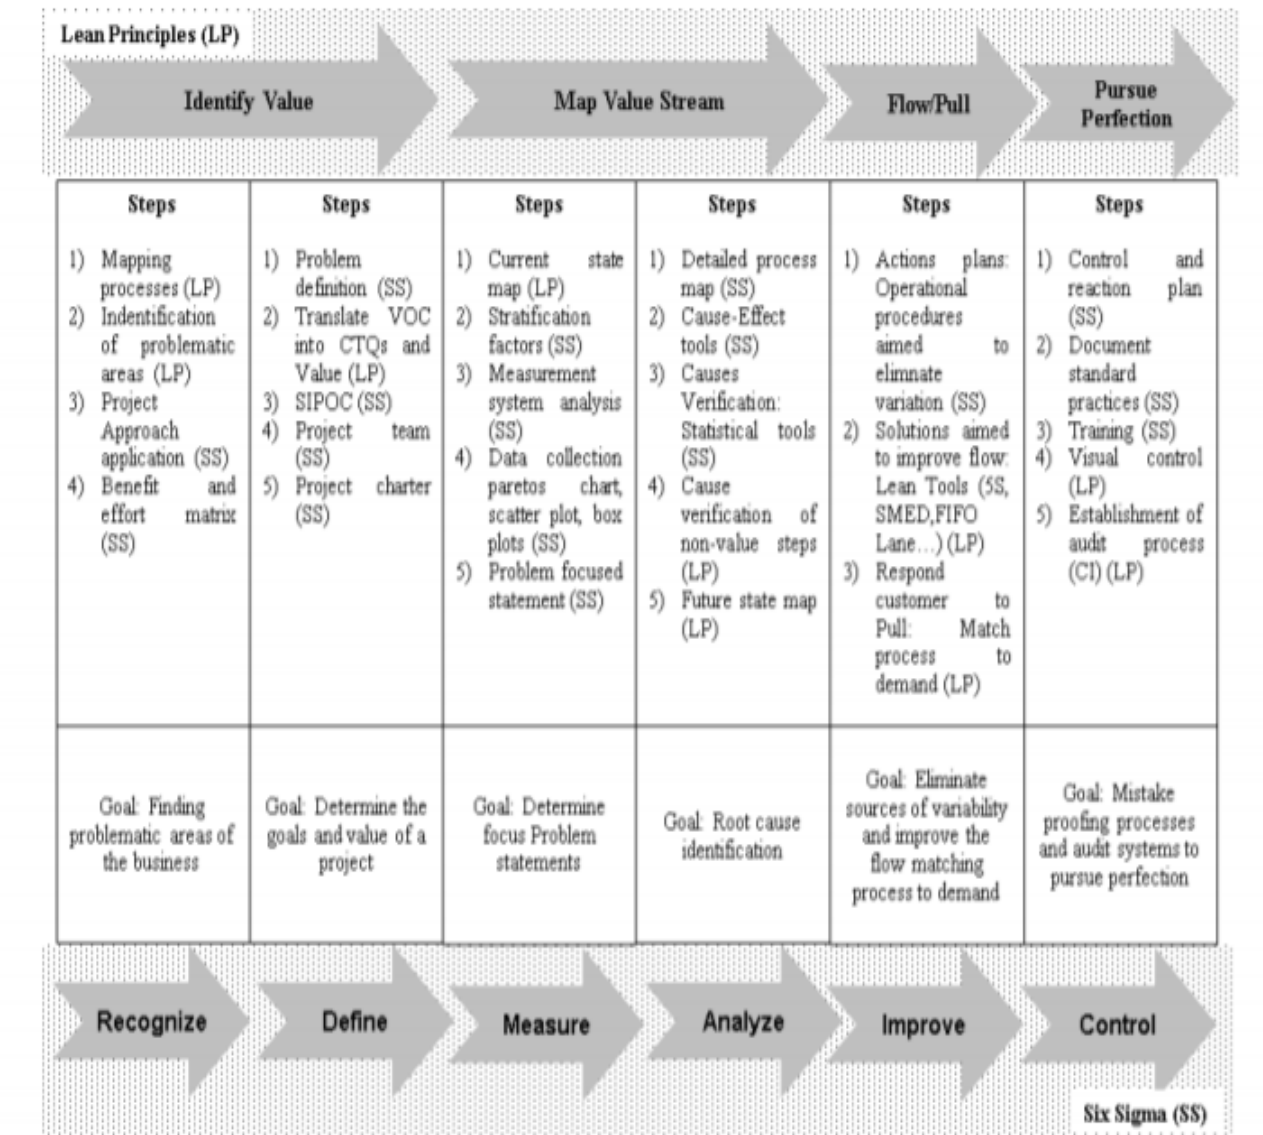 Lean Principles (LP)
Identify Value
Map Value Stream
Flow/Pull
Pursue
Perfection
Steps
1) Mapping
processes (LP)
2) Indentification
of problematic
areas (LP)
3) Project
Approach
application (SS)
4) Benefit and
effort matrix
(SS)
Steps
1) Problem
definition (SS)
2) Translate VOC
into CTQs and
Value (LP)
3) SIPOC (SS)
4) Project team
(SS)
5) Project charter
(SS)
Steps
1) Current state
map (LP)
2) Stratification
factors (SS)
3) Measurement
system analysis
(SS)
4) Data collection
paretos chart,
scatter plot, box
plots (SS)
5) Problem focused
statement (SS)
Steps
1) Detailed process
map (SS)
2) Cause-Effect
tools (SS)
3) Causes
Verification:
Statistical tools
(SS)
4) Cause
verification of
non-value steps
(LP)
5) Future state map
(LP)
Steps
1) Actions plans:
Operational
procedures
aimed to
elimnate
variation (SS)
2) Solutions aimed
to improve flow:
Lean Tools (5S,
SMED,FIFO
Lane...) (LP)
3) Respond
customer to
Pull: Match
process to
demand (LP)
Steps
1) Control and
reaction plan
(SS)
2) Document
standard
practices (SS)
3) Training (SS)
4) Visual control
(LP)
5) Establishment of
audit process
(CI) (LP)
Goal: Finding
problematic areas of
the business
Goal: Determine the
goals and value of a
project
Goal: Determine
focus Problem
statements
Goal: Root cause
identification
Goal: Eliminate
sources of variability
and improve the
flow matching
process to demand
Goal: Mistake
proofing processes
and audit systems to
pursue perfection
Recognize
Define
Measure
Analyze
Improve
Control
Six Sigma (SS)